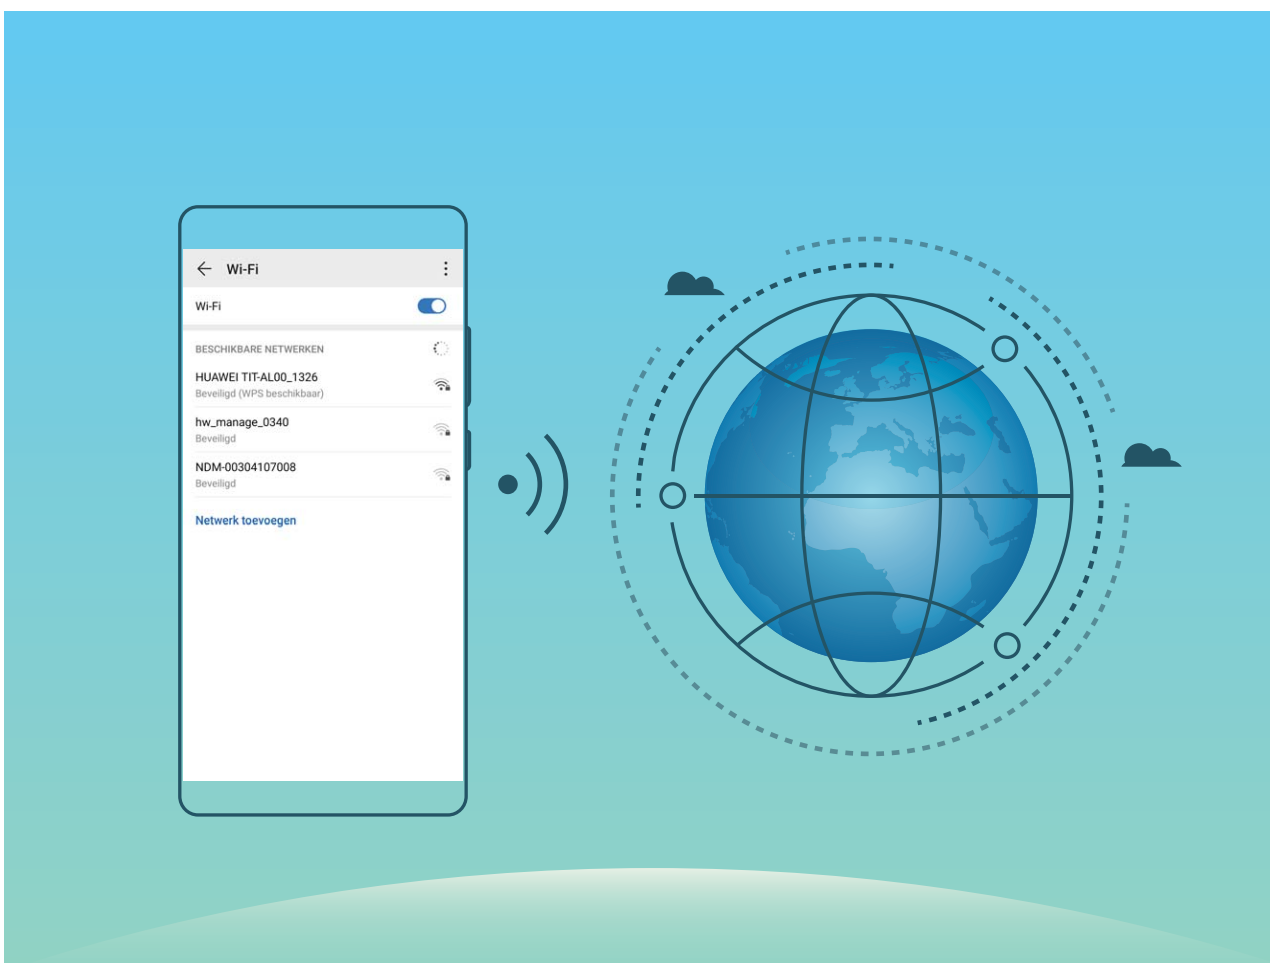 Wi-Fi
Wi-Fi
BESCHIKBARE NETWERKEN
HUAWEI TIT-AL00_1326
Beveiligd (WPS beschikbaar)
hw_manage_0340
Beveiligd
NDM-00304107008
Beveiligd
Netwerk toevoegen